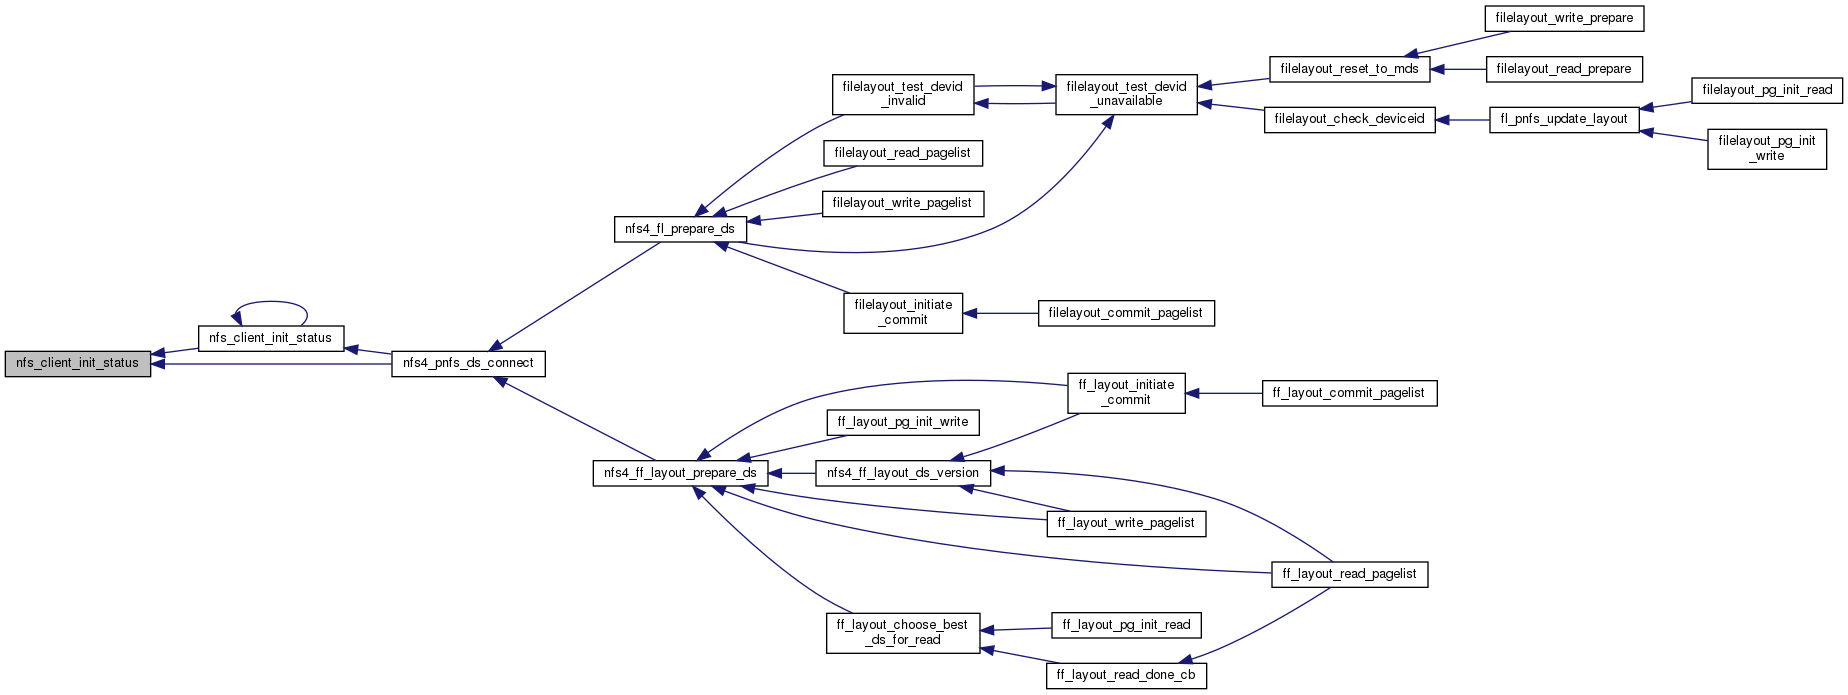 filelayout_write_prepare
filelayout_reset_to_mds
filelayout_read_prepare
filelayout_test_devid
_invalid
filelayout_test_devid
_unavailable
filelayout_pg_init_read
filelayout_check_deviceid
fl_pnfs_update_layout
filelayout_pg_init
_write
filelayout_read_pagelist
filelayout_write_pagelist
nfs4_fl_prepare_ds
filelayout_initiate
_commit
filelayout_commit_pagelist
nfs_client_init_status
nfs_client_init_status
nfs4_pnfs_ds_connect
ff_layout_initiate
_commit
ff_layout_commit_pagelist
ff_layout_pg_init_write
nfs4_ff_layout_prepare_ds
nfs4_ff_layout_ds_version
ff_layout_write_pagelist
ff_layout_read_pagelist
ff_layout_choose_best
_ds_for_read
ff_layout_pg_init_read
ff_layout_read_done_cb